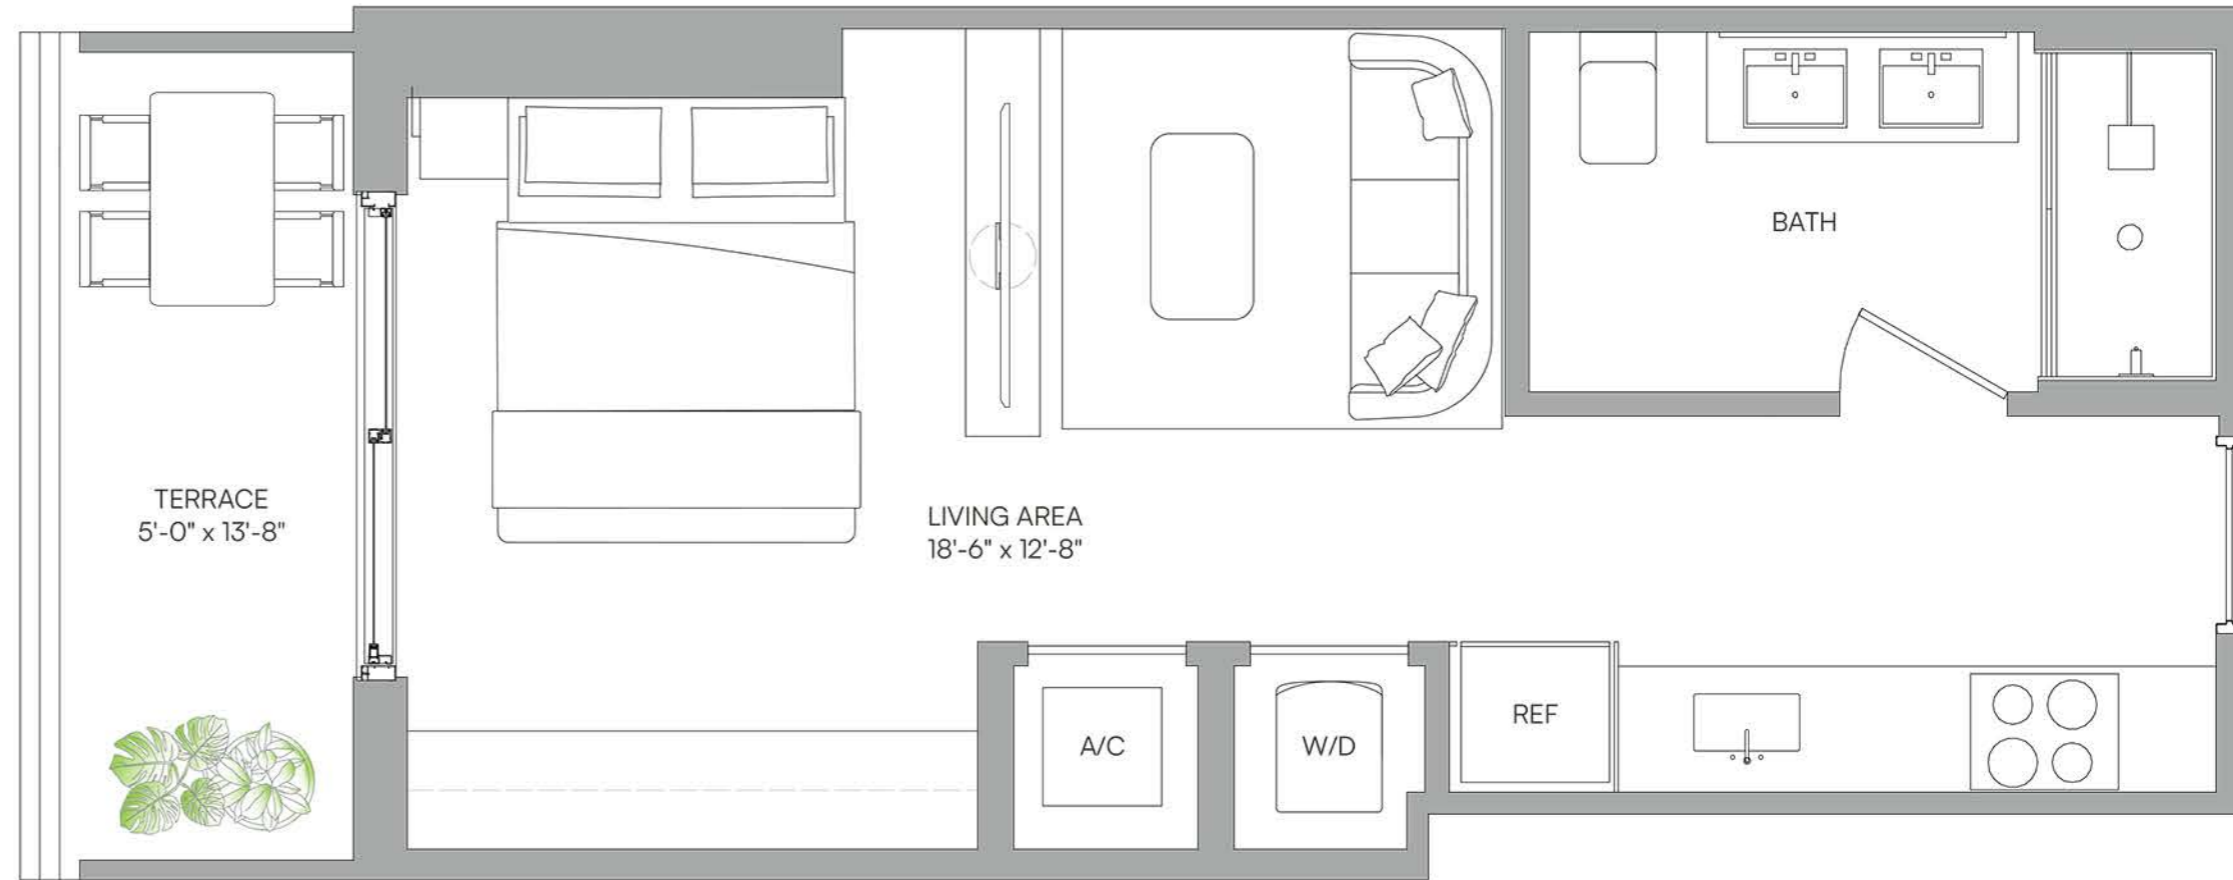 BATH
TERRACE
5'-0" x 13'-8"
LIVING AREA
18'-6" x 12'-8"
A/C
W/D
REF